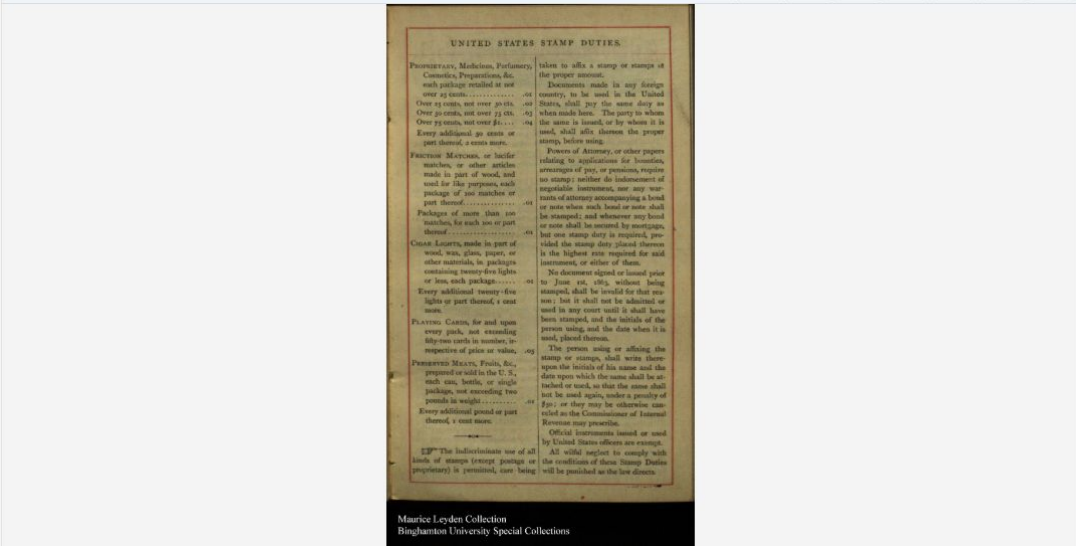 UNITED STATES STAMP DUTIES.
PROPRIETARY, Medicines, Perfumery,
Cosmetics, Preparations, &c.
each package retailed at not
over 25 cents.............. .01
Over 25 cents, not over 50 cts. .02
Over 50 cents, not over 75 cts. .03
Over 75 cents, not over $1.... .04
Every additional 50 cents or
part thereof, 2 cents more.
FRICTION MATCHES, or lucifer
matches, or other articles
made in part of wood, and
used for like purposes, each
package of 100 matches or
part thereof............... .01
Packages of more than 100
matches, for each 100 or part
thereof................... .01
CIGAR LIGHTS, made in part of
wood, wax, glass, paper, or
other materials, in packages
containing twenty-five lights
or less, each package...... .01
Every additional twenty-five
lights or part thereof, 1 cent
more.
PLAYING CARDS, for and upon
every pack, not exceeding
fifty-two cards in number, ir-
respective of price or value, .05
PRESERVED MEATS, Fruits, &c.,
prepared or sold in the U. S.,
each can, bottle, or single
package, not exceeding two
pounds in weight.......... .01
Every additional pound or part
thereof, 1 cent more.
☞ The indiscriminate use of all
kinds of stamps (except postage or
proprietary) is permitted, care being
taken to affix a stamp or stamps of
the proper amount.
Documents made in any foreign
country, to be used in the United
States, shall pay the same duty as
when made here. The party to whom
the same is issued, or by whom it is
used, shall affix thereon the proper
stamp, before using.
Powers of Attorney, or other papers
relating to applications for bounties,
arrearages of pay, or pensions, require
no stamp; neither do indorsement of
negotiable instrument, nor any war-
rants of attorney accompanying a bond
or note when such bond or note shall
be stamped; and whenever any bond
or note shall be secured by mortgage,
but one stamp duty is required, pro-
vided the stamp duty placed thereon
is the highest rate required for said
instrument, or either of them.
No document signed or issued prior
to June 1st, 1863, without being
stamped, shall be invalid for that rea-
son; but it shall not be admitted or
used in any court until it shall have
been stamped, and the initials of the
person using, and the date when it is
used, placed thereon.
The person using or affixing the
stamp or stamps, shall write there-
upon the initials of his name and the
date upon which the same shall be at-
tached or used, so that the same shall
not be used again, under a penalty of
$50; or they may be otherwise can-
celed as the Commissioner of Internal
Revenue may prescribe.
Official instruments issued or used
by United States officers are exempt.
All wilful neglect to comply with
the conditions of these Stamp Duties
will be punished as the law directs.
Maurice Leyden Collection
Binghamton University Special Collections